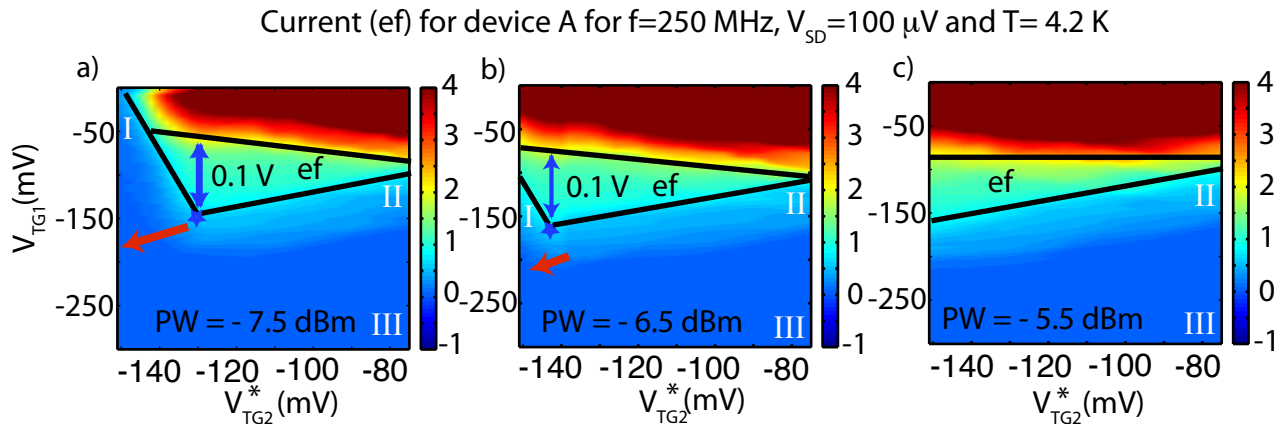 Current (ef) for device A for f=250 MHz, V_SD=100 μV and T= 4.2 K
a)
b)
c)
V_TG1(mV)
-50
-150
-250
I
0.1 V
ef
II
PW = - 7.5 dBm
III
4
3
2
1
0
-1
-140
-120
-100
-80
V*_TG2(mV)
-50
-150
-250
I
0.1 V
ef
II
PW = - 6.5 dBm
III
4
3
2
1
0
-1
-140
-120
-100
-80
V*_TG2(mV)
-50
-150
-250
ef
II
PW = - 5.5 dBm
III
4
3
2
1
0
-1
-140
-120
-100
-80
V*_TG2(mV)